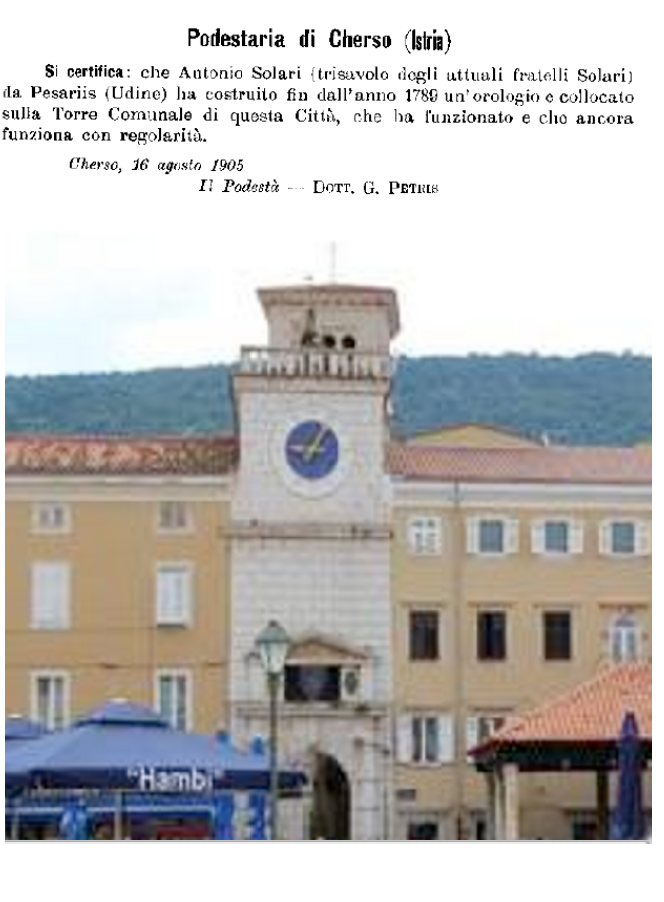 Podestaria di Cherso (Istria)
Si certifica: che Antonio Solari (trisavolo degli attuali fratelli Solari)
da Pesariis (Udine) ha costruito fin dall'anno 1789 un'orologio e collocato
sulla Torre Comunale di questa Città, che ha funzionato e che ancora
funziona con regolarità.
Cherso, 16 agosto 1905
Il Podestà — DOTT. G. PETRIS
"Hambi"